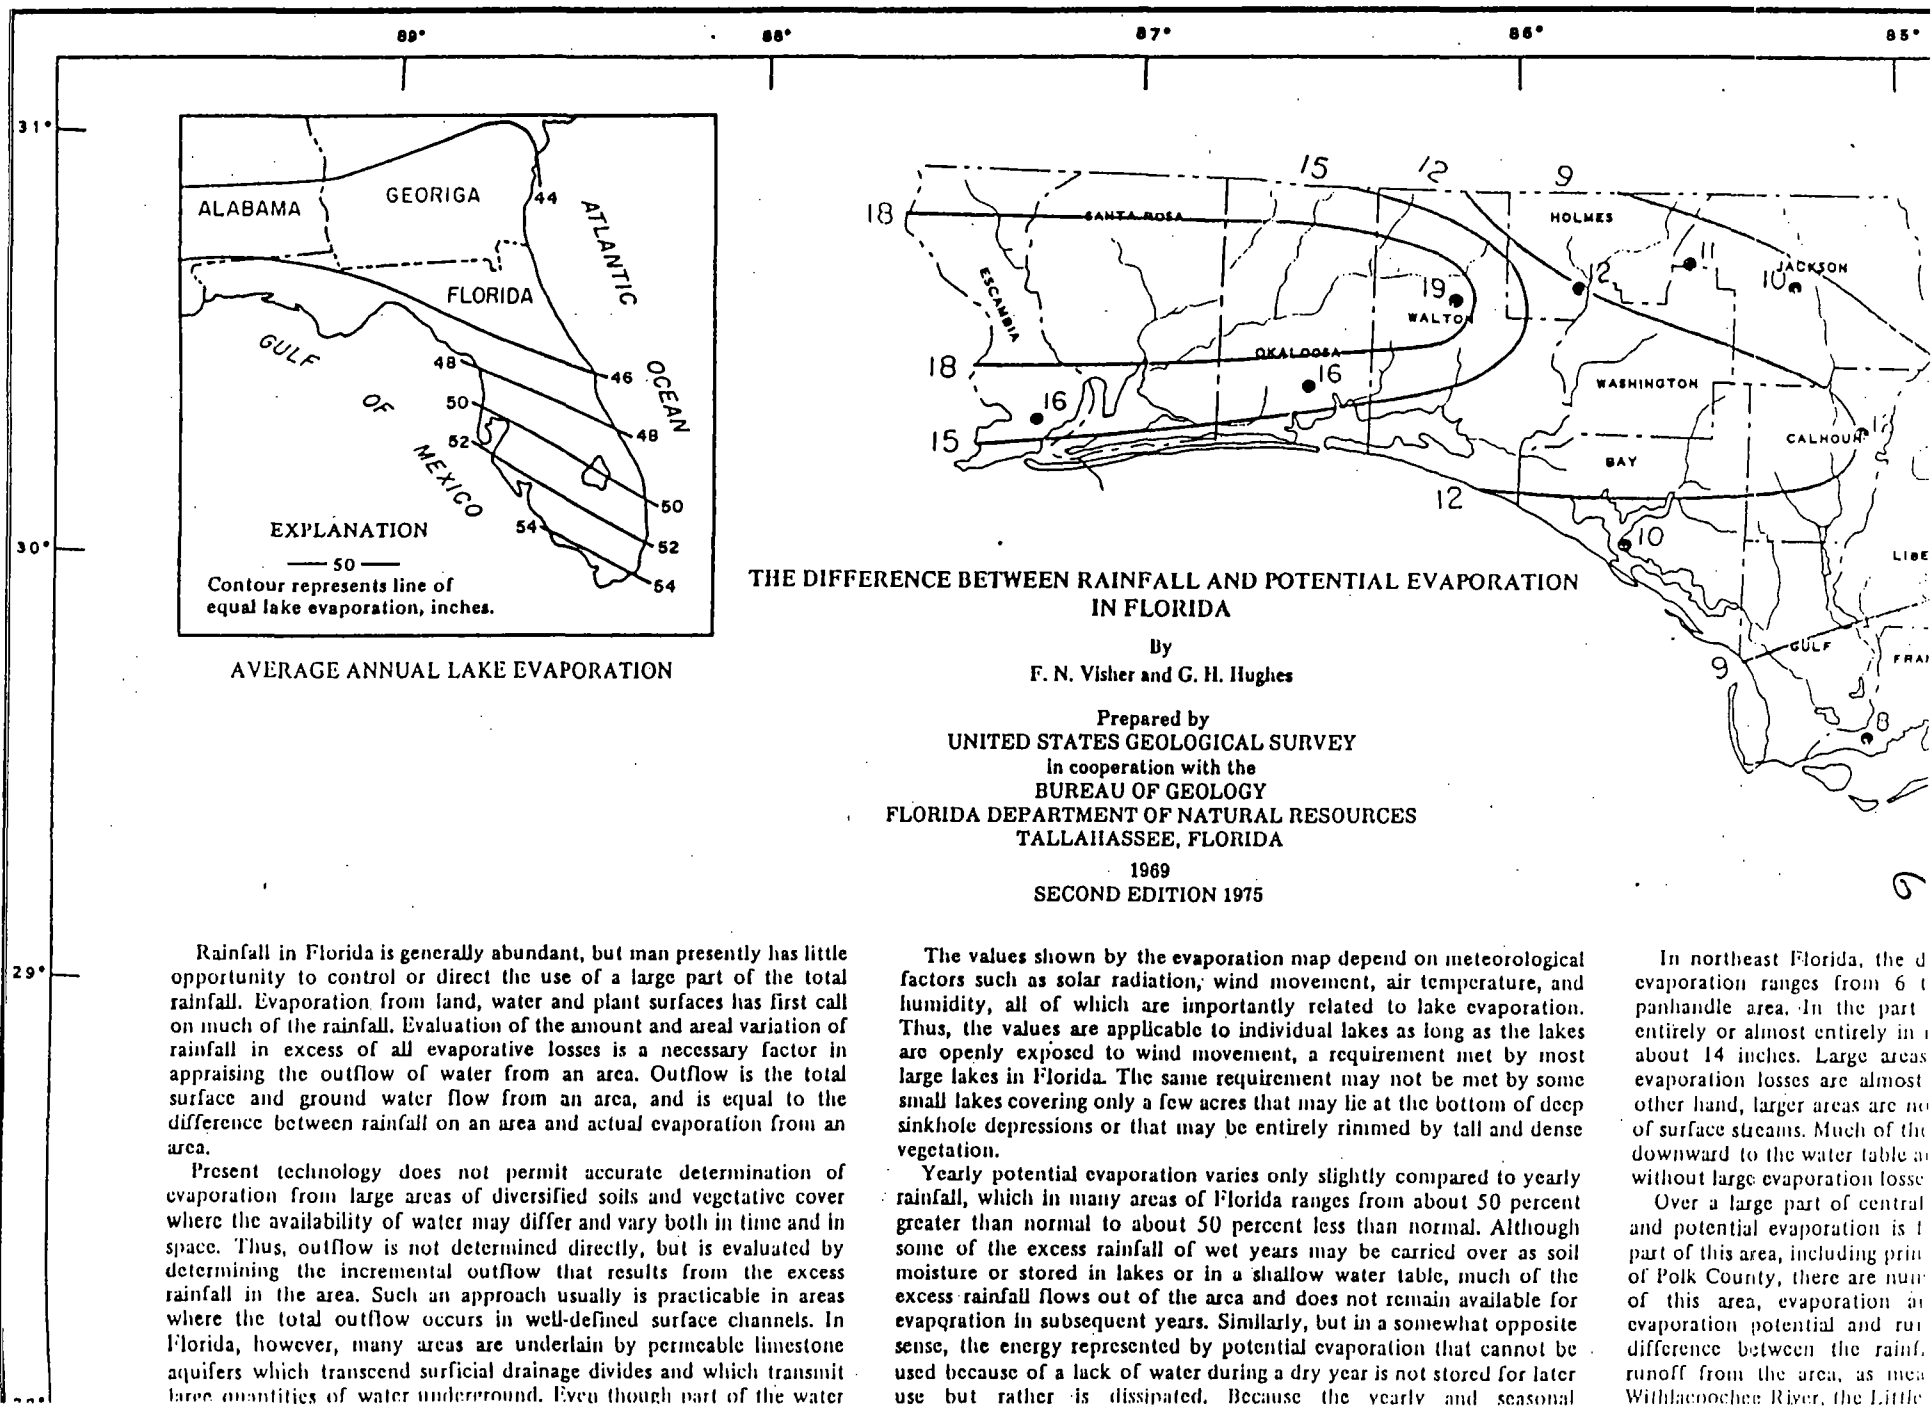 89°
88°
87°
86°
85°
31°
30°
29°
ALABAMA
GEORIGA
44
ATLANTIC
OCEAN
FLORIDA
GULF
OF
MEXICO
48
46
50
48
52
50
54
52
54
EXPLANATION
— 50 —
Contour represents line of
equal lake evaporation, inches.
AVERAGE ANNUAL LAKE EVAPORATION
15
12
9
18
SANTA ROSA
HOLMES
ESCAMBIA
19
WALTON
12
11
JACKSON
10
18
OKALOOSA
16
16
WASHINGTON
15
CALHOUN
BAY
12
10
GULF
9
8
THE DIFFERENCE BETWEEN RAINFALL AND POTENTIAL EVAPORATION
IN FLORIDA
By
F. N. Visher and G. H. Hughes
Prepared by
UNITED STATES GEOLOGICAL SURVEY
in cooperation with the
BUREAU OF GEOLOGY
FLORIDA DEPARTMENT OF NATURAL RESOURCES
TALLAHASSEE, FLORIDA
1969
SECOND EDITION 1975
Rainfall in Florida is generally abundant, but man presently has little
opportunity to control or direct the use of a large part of the total
rainfall. Evaporation from land, water and plant surfaces has first call
on much of the rainfall. Evaluation of the amount and areal variation of
rainfall in excess of all evaporative losses is a necessary factor in
appraising the outflow of water from an area. Outflow is the total
surface and ground water flow from an area, and is equal to the
difference between rainfall on an area and actual evaporation from an
area.
Present technology does not permit accurate determination of
evaporation from large areas of diversified soils and vegetative cover
where the availability of water may differ and vary both in time and in
space. Thus, outflow is not determined directly, but is evaluated by
determining the incremental outflow that results from the excess
rainfall in the area. Such an approach usually is practicable in areas
where the total outflow occurs in well-defined surface channels. In
Florida, however, many areas are underlain by permeable limestone
aquifers which transcend surficial drainage divides and which transmit
large quantities of water underground. Even though part of the water
The values shown by the evaporation map depend on meteorological
factors such as solar radiation, wind movement, air temperature, and
humidity, all of which are importantly related to lake evaporation.
Thus, the values are applicable to individual lakes as long as the lakes
are openly exposed to wind movement, a requirement met by most
large lakes in Florida. The same requirement may not be met by some
small lakes covering only a few acres that may lie at the bottom of deep
sinkhole depressions or that may be entirely rimmed by tall and dense
vegetation.
Yearly potential evaporation varies only slightly compared to yearly
rainfall, which in many areas of Florida ranges from about 50 percent
greater than normal to about 50 percent less than normal. Although
some of the excess rainfall of wet years may be carried over as soil
moisture or stored in lakes or in a shallow water table, much of the
excess rainfall flows out of the area and does not remain available for
evaporation in subsequent years. Similarly, but in a somewhat opposite
sense, the energy represented by potential evaporation that cannot be
used because of a lack of water during a dry year is not stored for later
use but rather is dissipated. Because the yearly and seasonal
In northeast Florida, the d
evaporation ranges from 6 t
panhandle area. In the part
entirely or almost entirely in
about 14 inches. Large areas
evaporation losses are almost
other hand, larger areas are
of surface streams. Much of the
downward to the water table
without large evaporation losse
Over a large part of central
and potential evaporation is
part of this area, including
of Polk County, there are
of this area, evaporation
evaporation potential and
difference between the
runoff from the area, as
Withlacoochee River, the Little